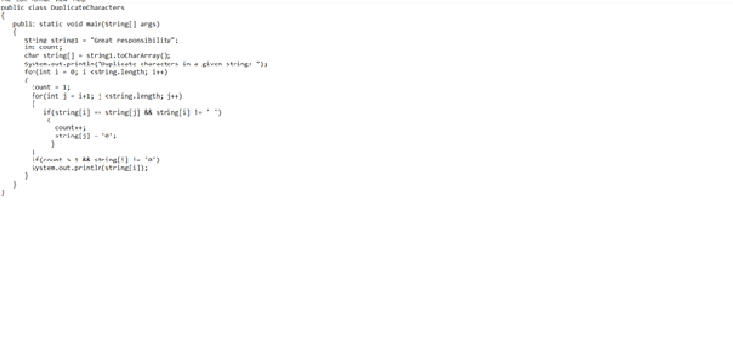 public class DuplicateCharacters
{
public static void main(String[] args)
{
String string1 = "Great responsibility";
int count;
char string[] = string1.toCharArray();
System.out.println("Duplicate characters in a given string: ");
for(int i = 0; i <string.length; i++)
{
count = 1;
for(int j = i+1; j <string.length; j++)
{
if(string[i] == string[j] && string[i] != ' ')
{
count++;
string[j] = '0';
}
}
if(count > 1 && string[i] != '0')
System.out.println(string[i]);
}
}
}